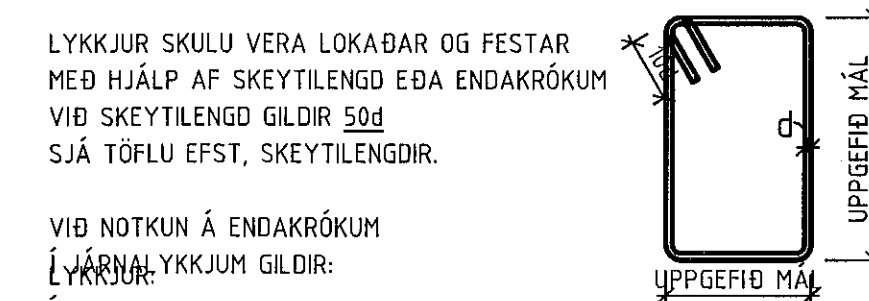 LYKKJUR SKULU VERA LOKAÐAR OG FESTAR
MEÐ HJÁLP AF SKEYTILENGD EÐA ENDAKRÓKUM
VIÐ SKEYTILENGD GILDIR 50d
SJÁ TÖFLU EFST, SKEYTILENGDIR.
VIÐ NOTKUN Á ENDAKRÓKUM
Í JÁRNALYKKJUM GILDIR:
LYKKJUR:
10d
d
UPPGEFIÐ MÁL
UPPGEFIÐ MÁL